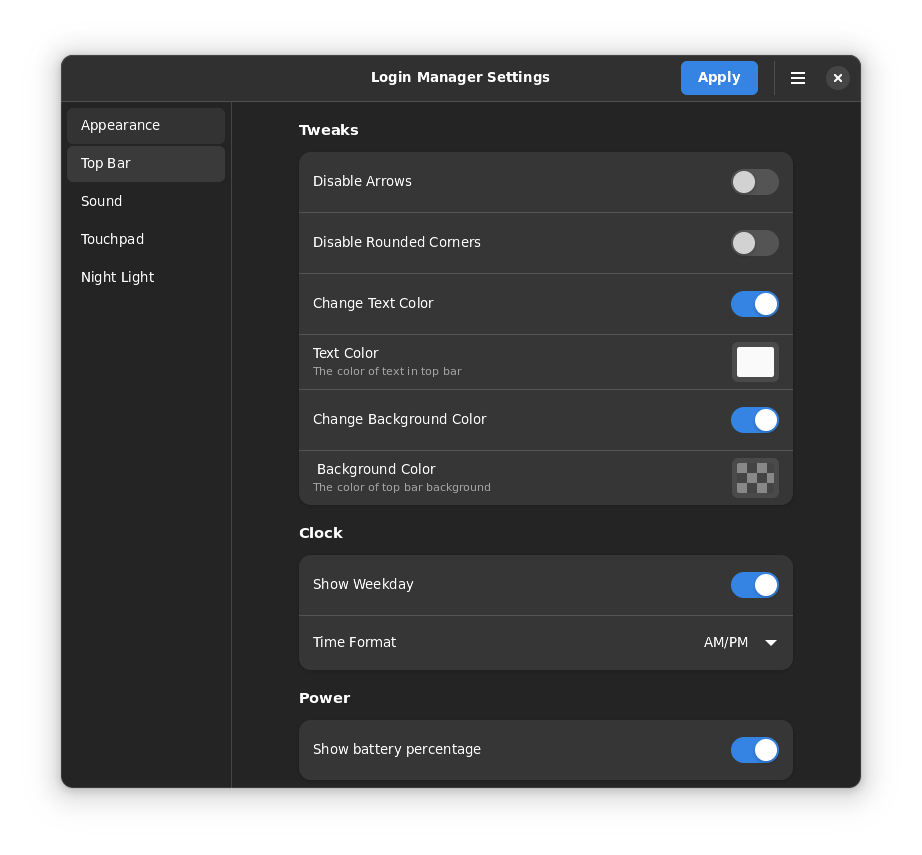 Login Manager Settings
Apply
Appearance
Top Bar
Sound
Touchpad
Night Light
Tweaks
Disable Arrows
Disable Rounded Corners
Change Text Color
Text Color
The color of text in top bar
Change Background Color
Background Color
The color of top bar background
Clock
Show Weekday
Time Format
AM/PM
Power
Show battery percentage